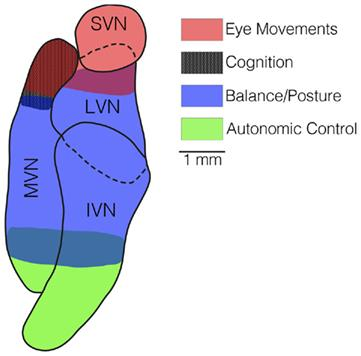 SVN
LVN
MVN
IVN
Eye Movements
Cognition
Balance/Posture
Autonomic Control
1 mm